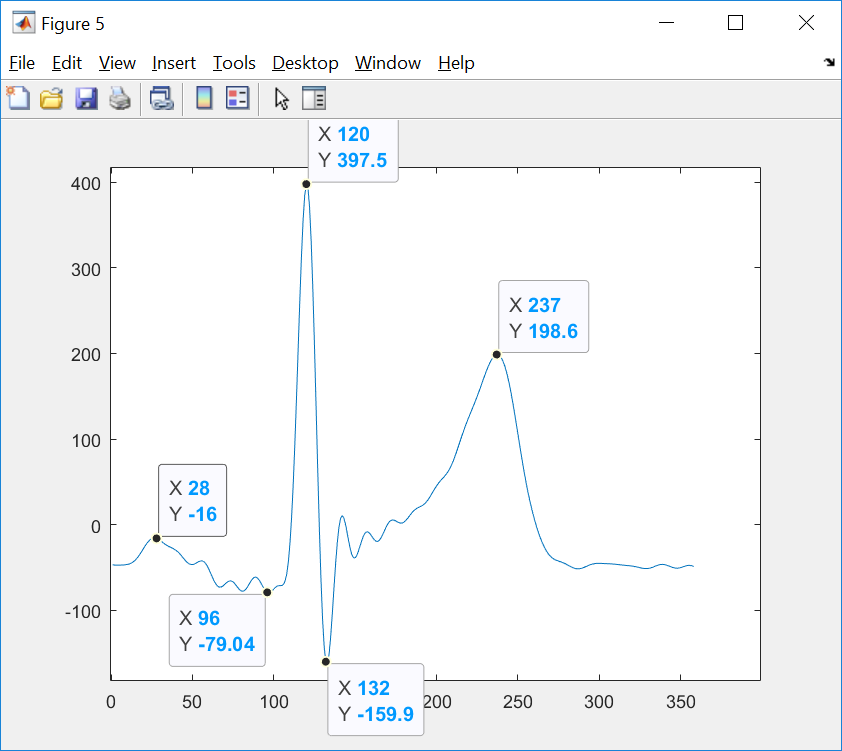 Figure 5
File Edit View Insert Tools Desktop Window Help
X 120
Y 397.5
400
300
X 237
Y 198.6
200
100
X 28
Y -16
0
X 96
Y -79.04
-100
X 132
Y -159.9
0 50 100 200 250 300 350